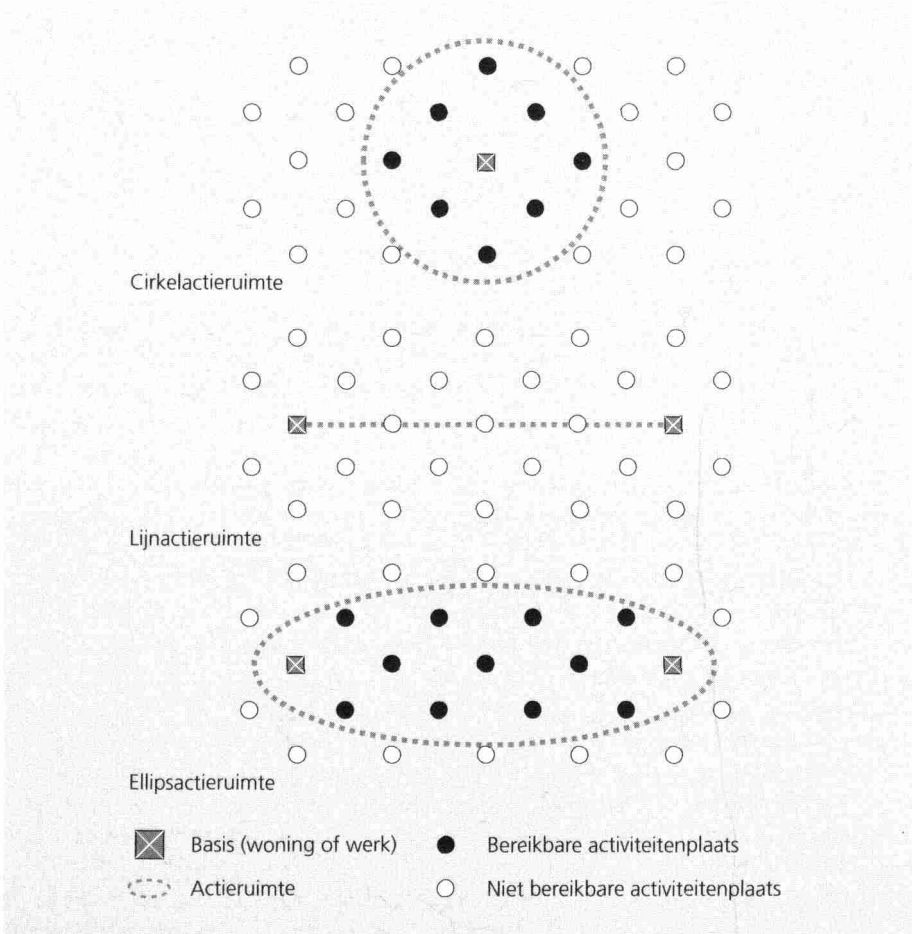 Cirkelactieruimte
Lijnactieruimte
Ellipsactieruimte
Basis (woning of werk)
Bereikbare activiteitenplaats
Actieruimte
Niet bereikbare activiteitenplaats